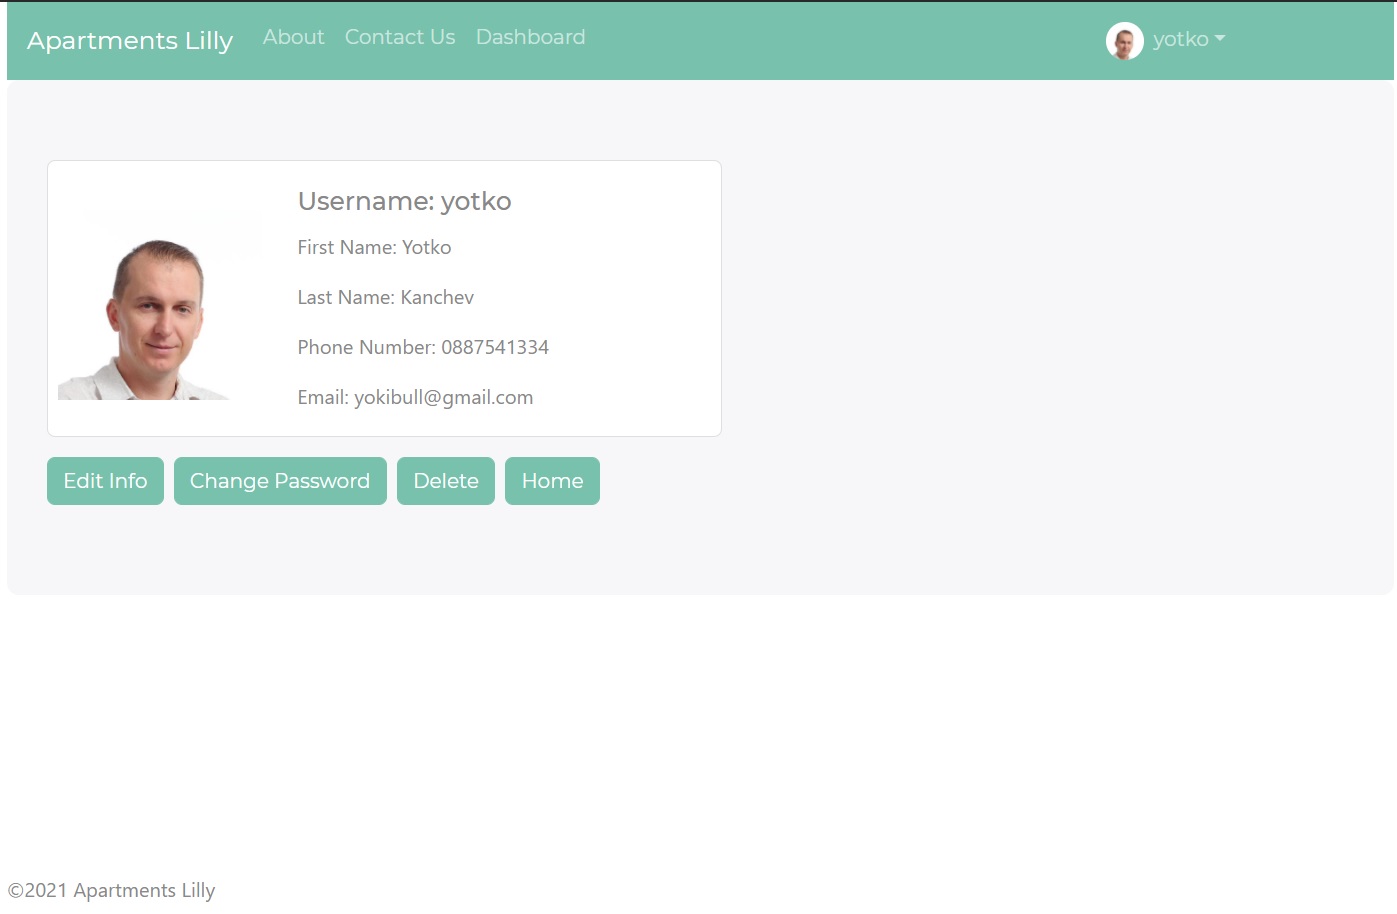 Apartments Lilly About Contact Us Dashboard yotko
Username: yotko
First Name: Yotko
Last Name: Kanchev
Phone Number: 0887541334
Email: yokibull@gmail.com
Edit Info Change Password Delete Home
©2021 Apartments Lilly